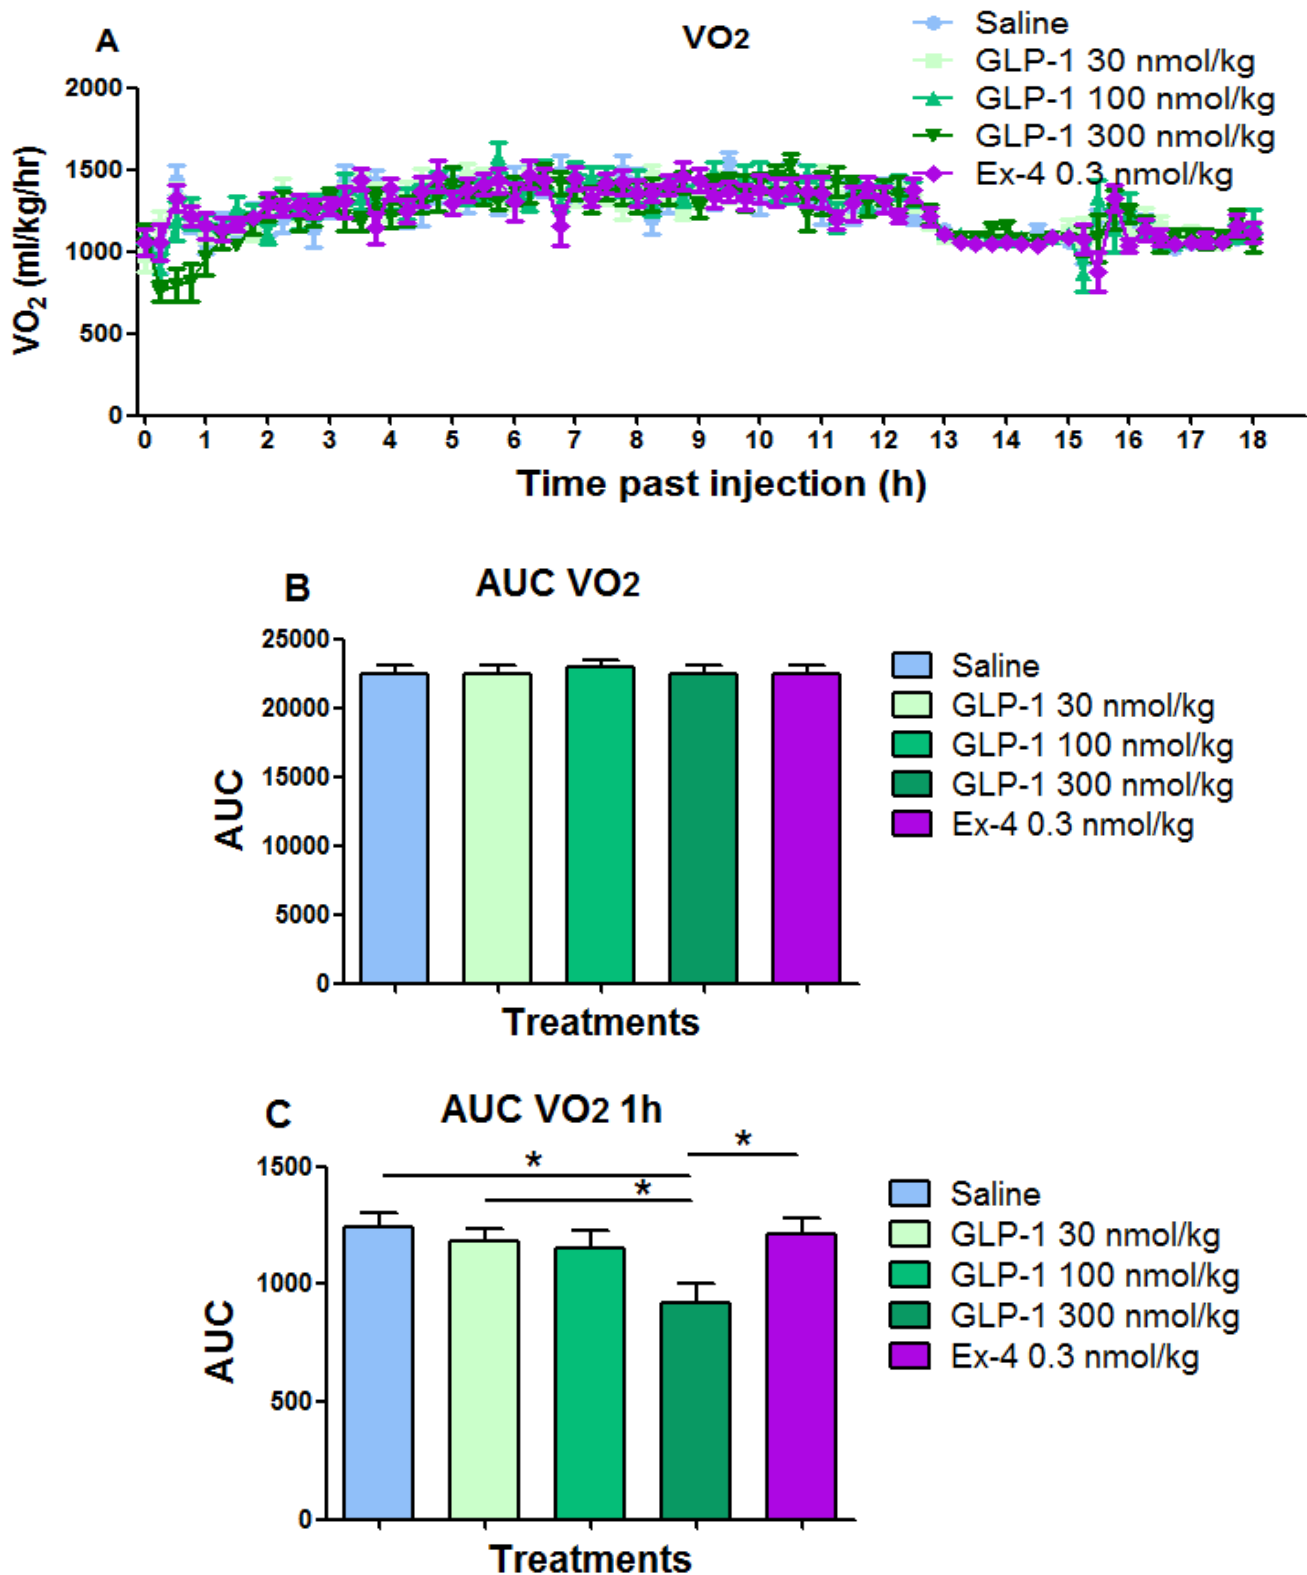 A
VO2
Saline
GLP-1 30 nmol/kg
GLP-1 100 nmol/kg
GLP-1 300 nmol/kg
Ex-4 0.3 nmol/kg
2000
1500
1000
500
0
VO₂ (ml/kg/hr)
0 1 2 3 4 5 6 7 8 9 10 11 12 13 14 15 16 17 18
Time past injection (h)
B
AUC VO2
25000
20000
15000
10000
5000
0
AUC
Treatments
Saline
GLP-1 30 nmol/kg
GLP-1 100 nmol/kg
GLP-1 300 nmol/kg
Ex-4 0.3 nmol/kg
C
AUC VO2 1h
*
*
*
1500
1000
500
0
AUC
Treatments
Saline
GLP-1 30 nmol/kg
GLP-1 100 nmol/kg
GLP-1 300 nmol/kg
Ex-4 0.3 nmol/kg